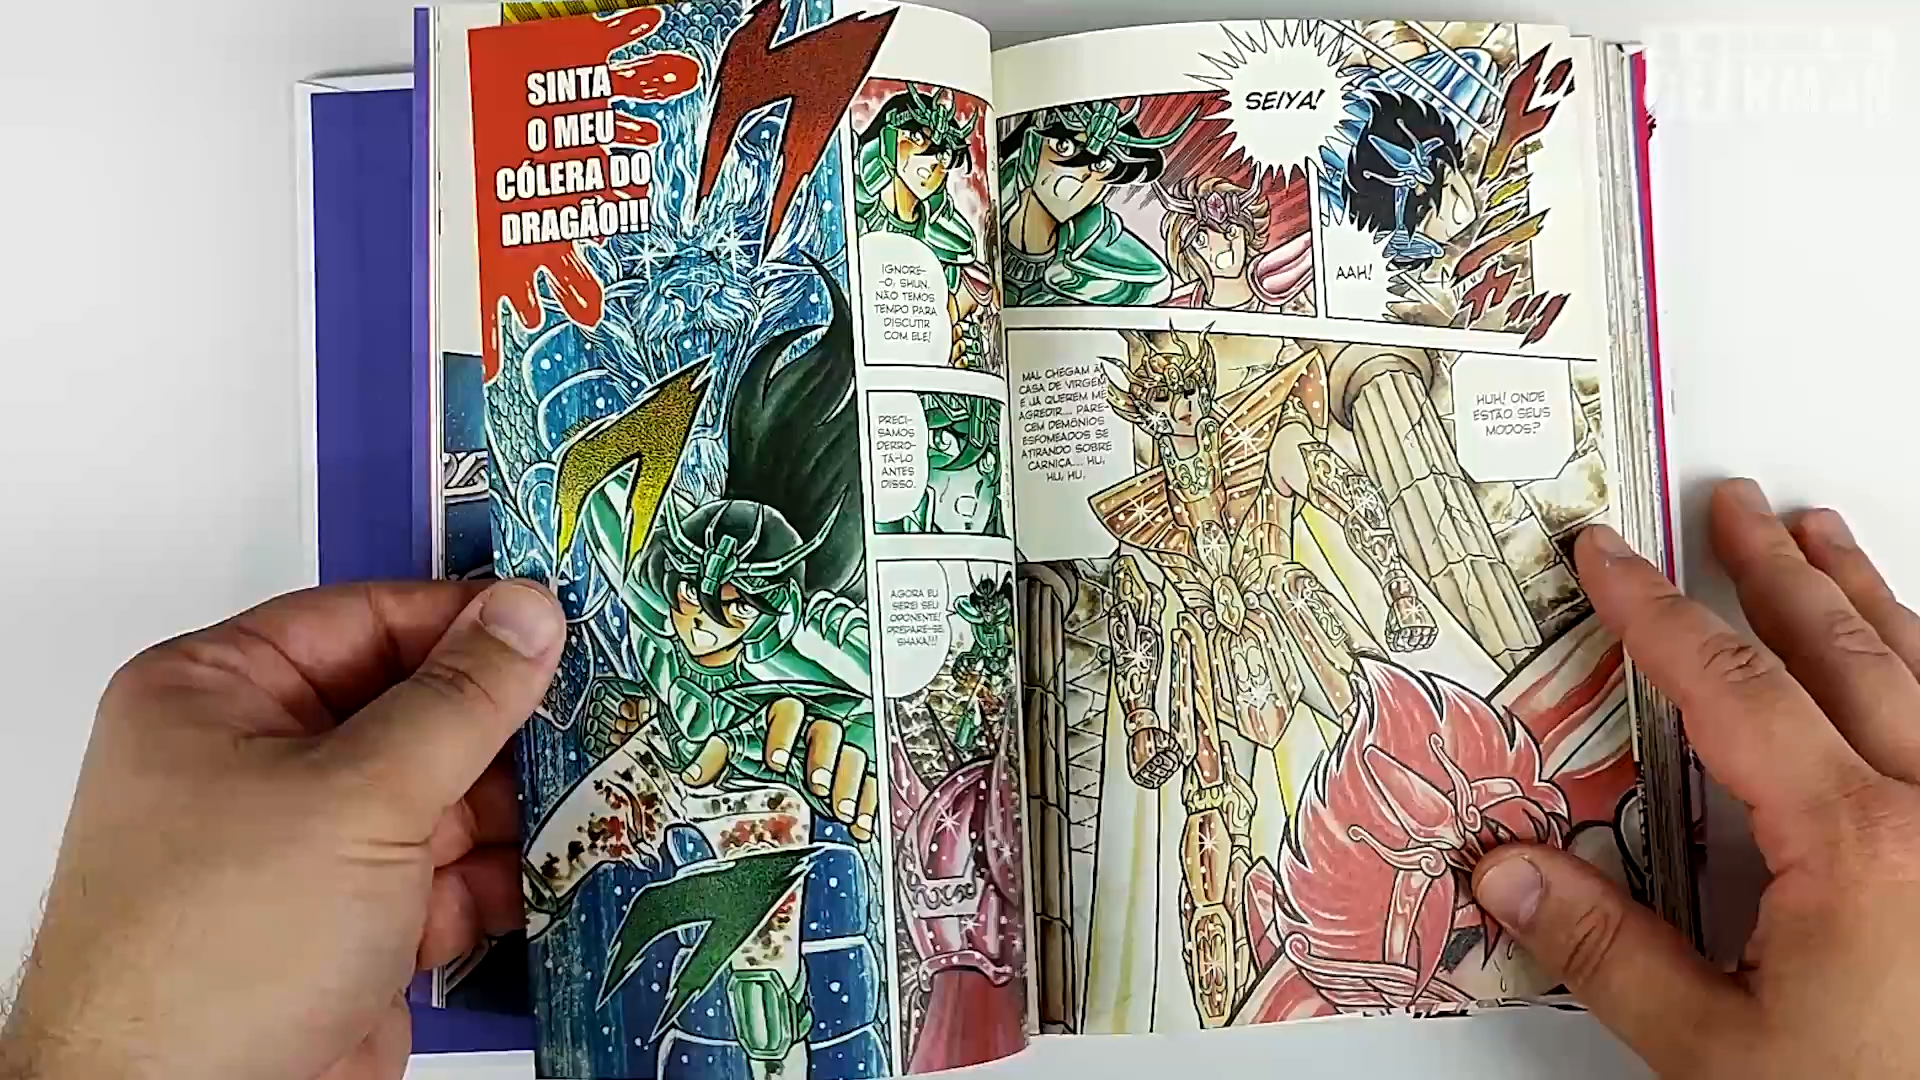 SINTA
O MEU
CÓLERA DO
DRAGÃO!!!
IGNORE-
-O, SHUN.
NÃO TEMOS
TEMPO PARA
DISCUTIR
COM ELE!
PRECI-
SAMOS
DERRO-
TÁ-LO
ANTES
DISSO.
AGORA EU
SEREI SEU
OPONENTE!
PREPARE-SE,
SHAKA!!!
SEIYA!
AAH!
MAL CHEGAM À
CASA DE VIRGEM
E JÁ QUEREM ME
AGREDIR... PARE-
CEM DEMÔNIOS
ESFOMEADOS SE
ATIRANDO SOBRE
CARNIÇA... HU,
HU, HU.
HUH! ONDE
ESTÃO SEUS
MODOS?